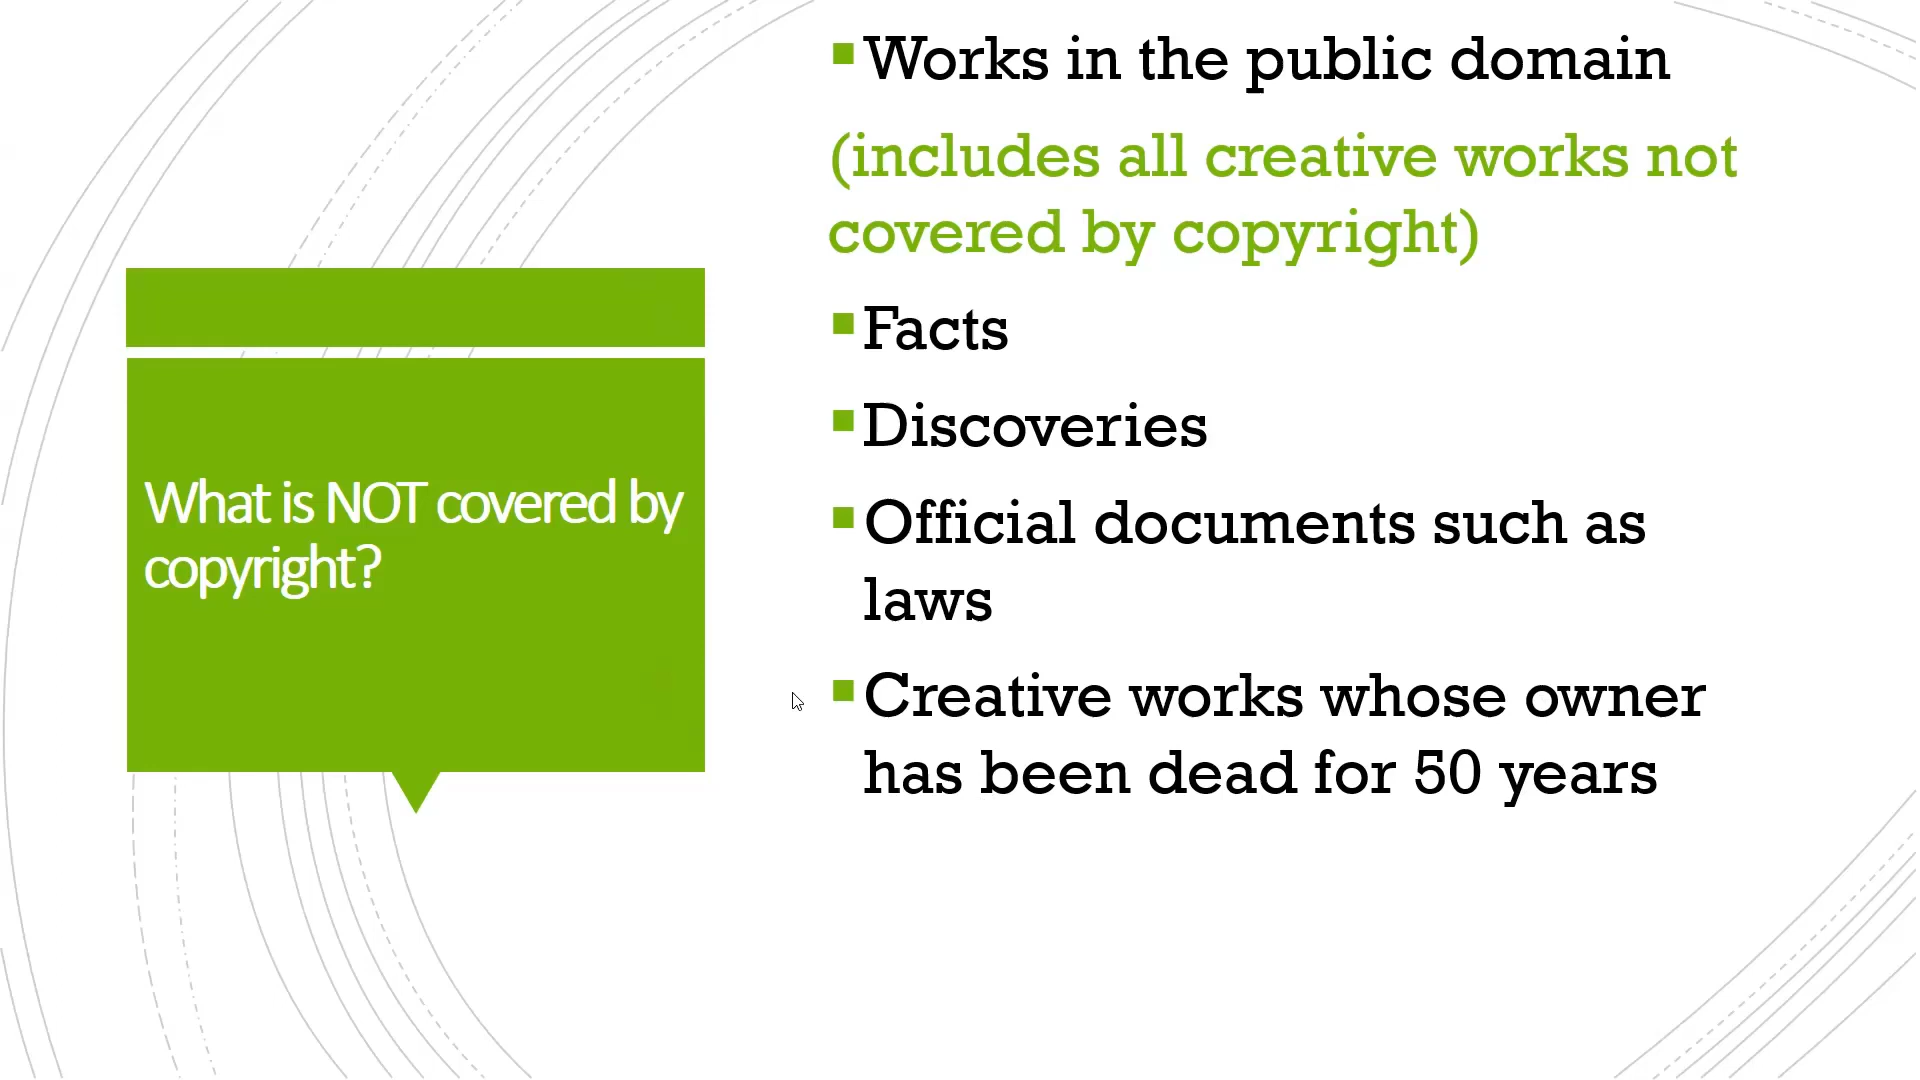 What is NOT covered by
copyright?
Works in the public domain
(includes all creative works not
covered by copyright)
Facts
Discoveries
Official documents such as
laws
Creative works whose owner
has been dead for 50 years